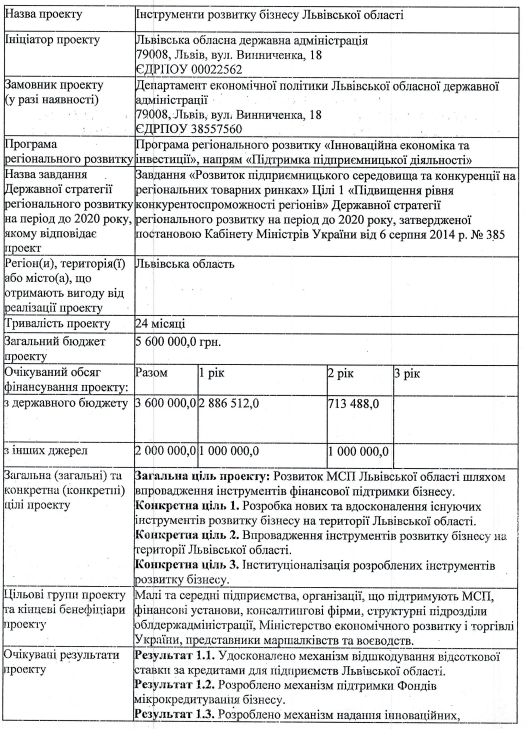 Назва проекту
Інструменти розвитку бізнесу Львівської області
Ініціатор проекту
Львівська обласна державна адміністрація
79008, Львів, вул. Винниченка, 18
ЄДРПОУ 00022562
Замовник проекту
(у разі наявності)
Департамент економічної політики Львівської обласної державної
адміністрації
79008, Львів, вул. Винниченка, 18
ЄДРПОУ 38557560
Програма
регіонального розвитку
Програма регіонального розвитку «Інноваційна економіка та
інвестиції», напрям «Підтримка підприємницької діяльності»
Назва завдання
Державної стратегії
регіонального розвитку
на період до 2020 року,
якому відповідає
проект
Завдання «Розвиток підприємницького середовища та конкуренції на
регіональних товарних ринках» Цілі 1 «Підвищення рівня
конкурентоспроможності регіонів» Державної стратегії
регіонального розвитку на період до 2020 року, затвердженої
постановою Кабінету Міністрів України від 6 серпня 2014 р. № 385
Регіон(и), територія(ї)
або місто(а), що
отримають вигоду від
реалізації проекту
Львівська область
Тривалість проекту
24 місяці
Загальний бюджет
проекту
5 600 000,0 грн.
Очікуваний обсяг
фінансування проекту:
Разом
1 рік
2 рік
3 рік
з державного бюджету
3 600 000,0
2 886 512,0
713 488,0
з інших джерел
2 000 000,0
1 000 000,0
1 000 000,0
Загальна (загальні) та
конкретна (конкретні)
цілі проекту
Загальна ціль проекту: Розвиток МСП Львівської області шляхом
впровадження інструментів фінансової підтримки бізнесу.
Конкретна ціль 1. Розробка нових та вдосконалення існуючих
інструментів розвитку бізнесу на території Львівської області.
Конкретна ціль 2. Впровадження інструментів розвитку бізнесу на
території Львівської області.
Конкретна ціль 3. Інституціоналізація розроблених інструментів
розвитку бізнесу.
Цільові групи проекту
та кінцеві бенефіціари
проекту
Малі та середні підприємства, організації, що підтримують МСП,
фінансові установи, консалтингові фірми, структурні підрозділи
облдержадміністрації, Міністерство економічного розвитку і торгівлі
України, представники маршалківств та воєводств.
Очікувані результати
проекту
Результат 1.1. Удосконалено механізм відшкодування відсоткової
ставки за кредитами для підприємств Львівської області.
Результат 1.2. Розроблено механізм підтримки Фондів
мікрокредитування бізнесу.
Результат 1.3. Розроблено механізм надання інноваційних,